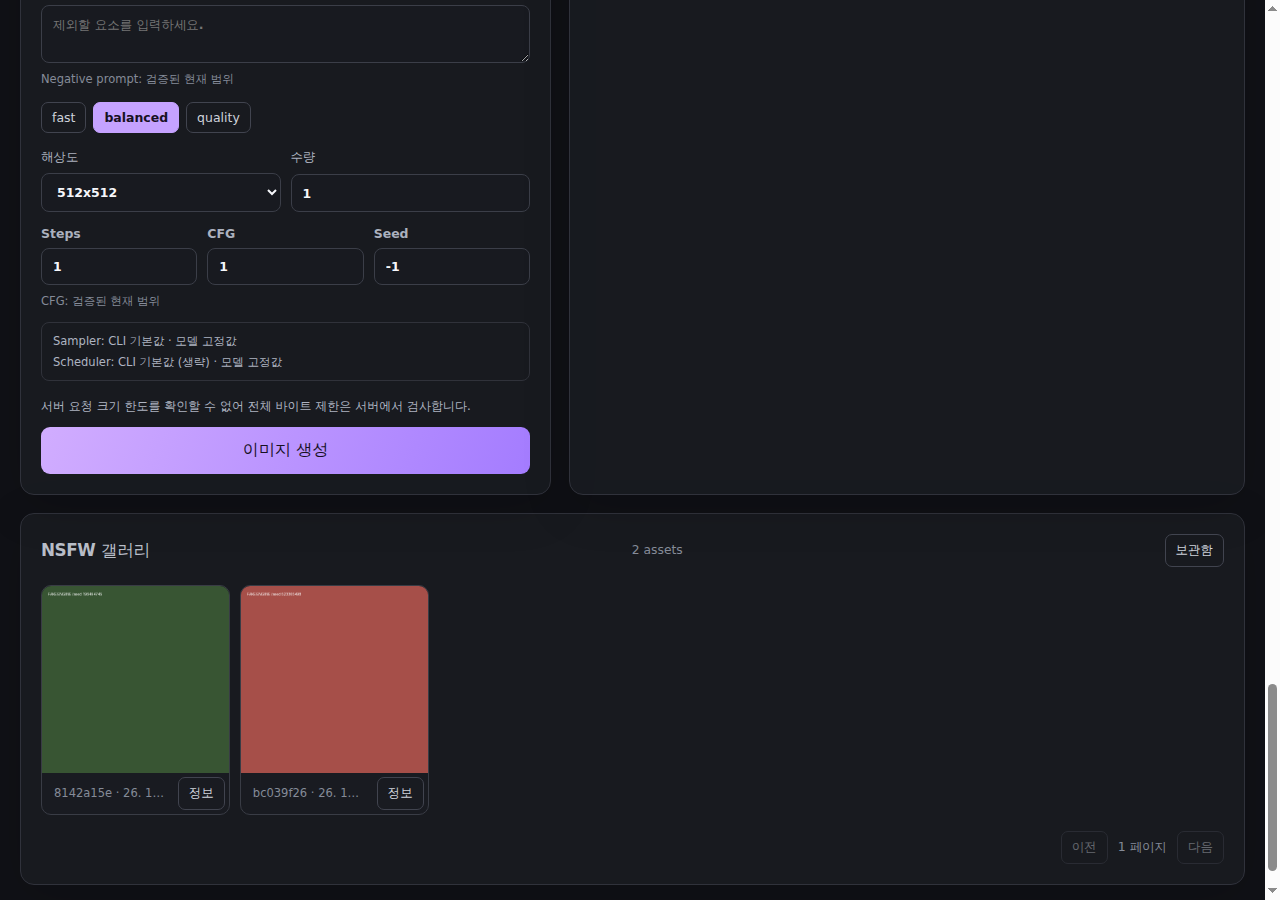 제외할 요소를 입력하세요.
Negative prompt: 검증된 현재 범위
fast
balanced
quality
해상도
수량
512x512
1
Steps
CFG
Seed
1
1
-1
CFG: 검증된 현재 범위
Sampler: CLI 기본값 · 모델 고정값
Scheduler: CLI 기본값 (생략) · 모델 고정값
서버 요청 크기 한도를 확인할 수 없어 전체 바이트 제한은 서버에서 검사합니다.
이미지 생성
NSFW 갤러리
2 assets
보관함
8142a15e · 26. 1...
정보
bc039f26 · 26. 1...
정보
이전
1 페이지
다음